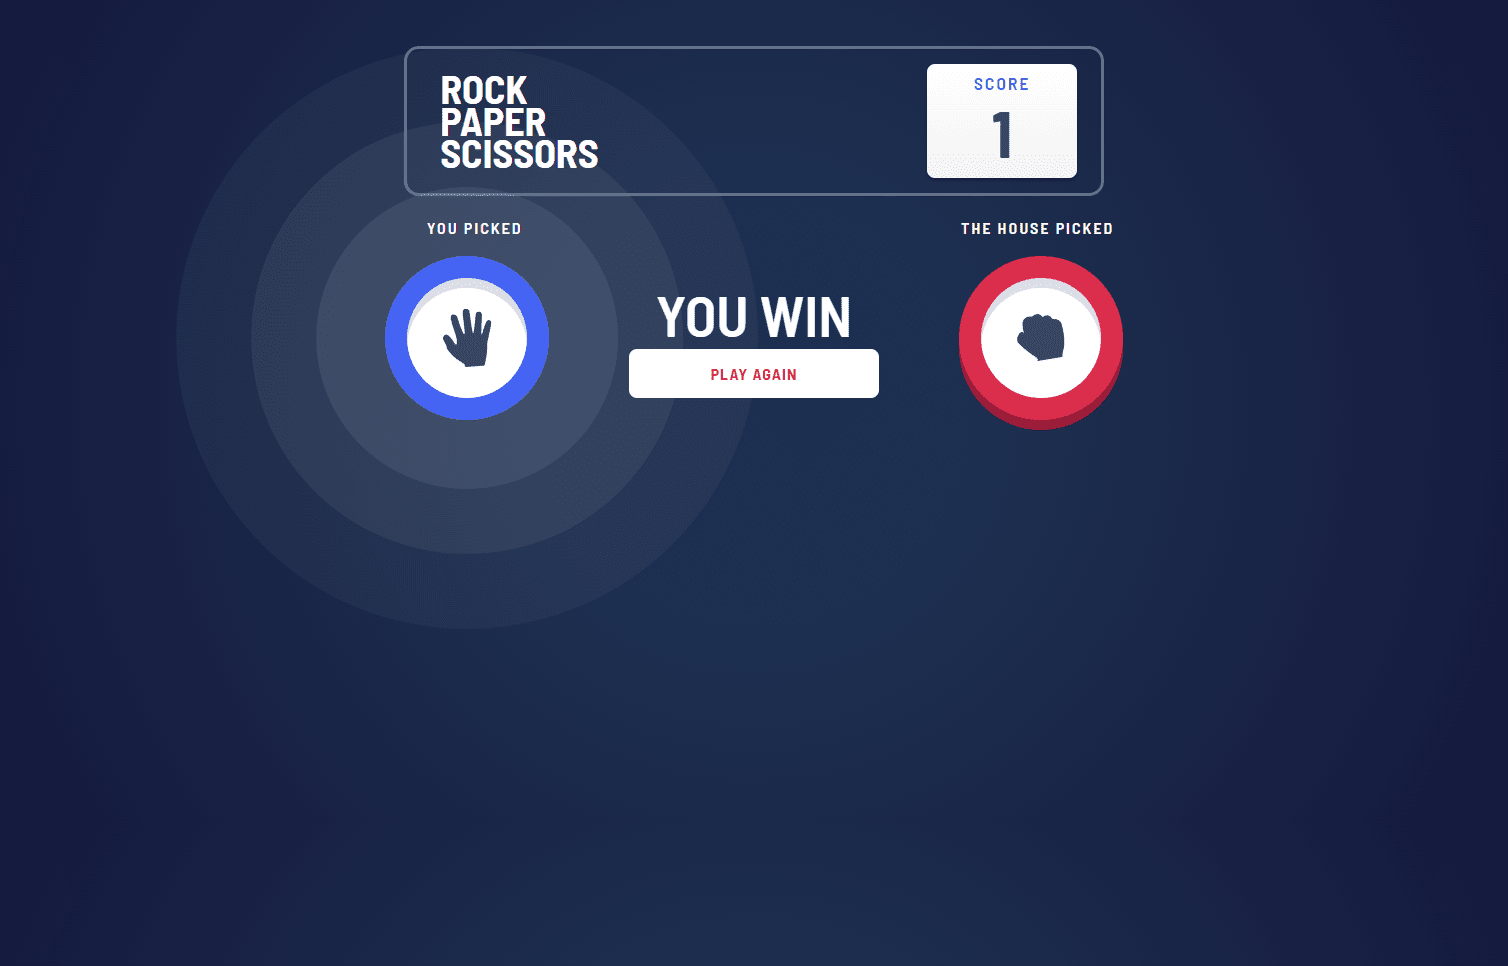 ROCK
PAPER
SCISSORS
SCORE
1
YOU PICKED
THE HOUSE PICKED
YOU WIN
PLAY AGAIN